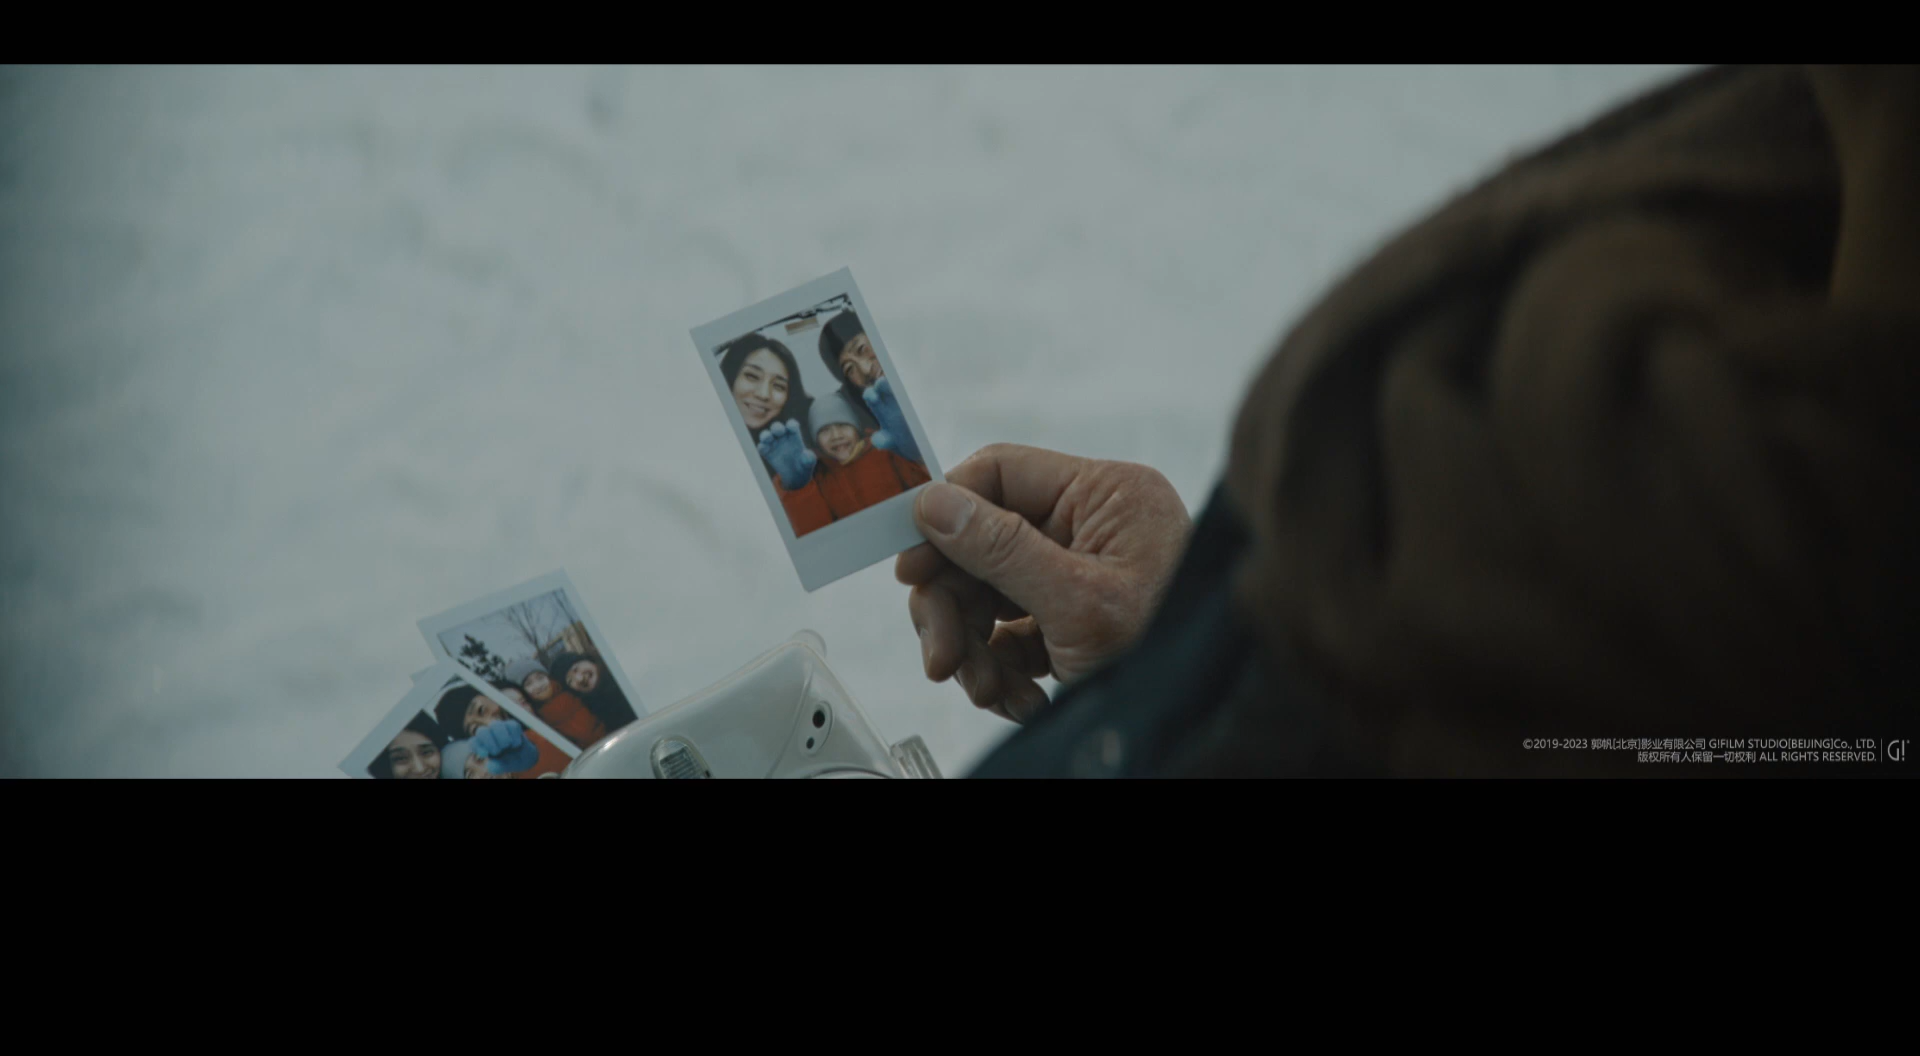 ©2019-2023 郭帆[北京]影业有限公司 G!FILM STUDIO[BEIJING]Co., LTD.
版权所有人保留一切权利 ALL RIGHTS RESERVED.
G!